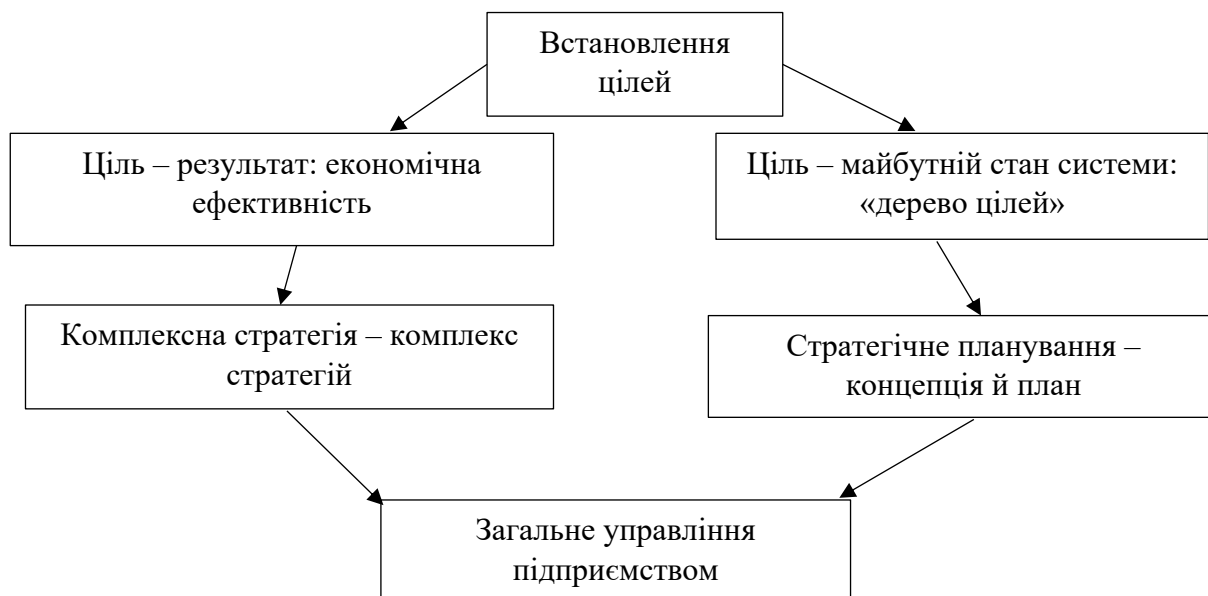 Встановлення
цілей
Ціль – результат: економічна
ефективність
Ціль – майбутній стан системи:
«дерево цілей»
Комплексна стратегія – комплекс
стратегій
Стратегічне планування –
концепція й план
Загальне управління
підприємством